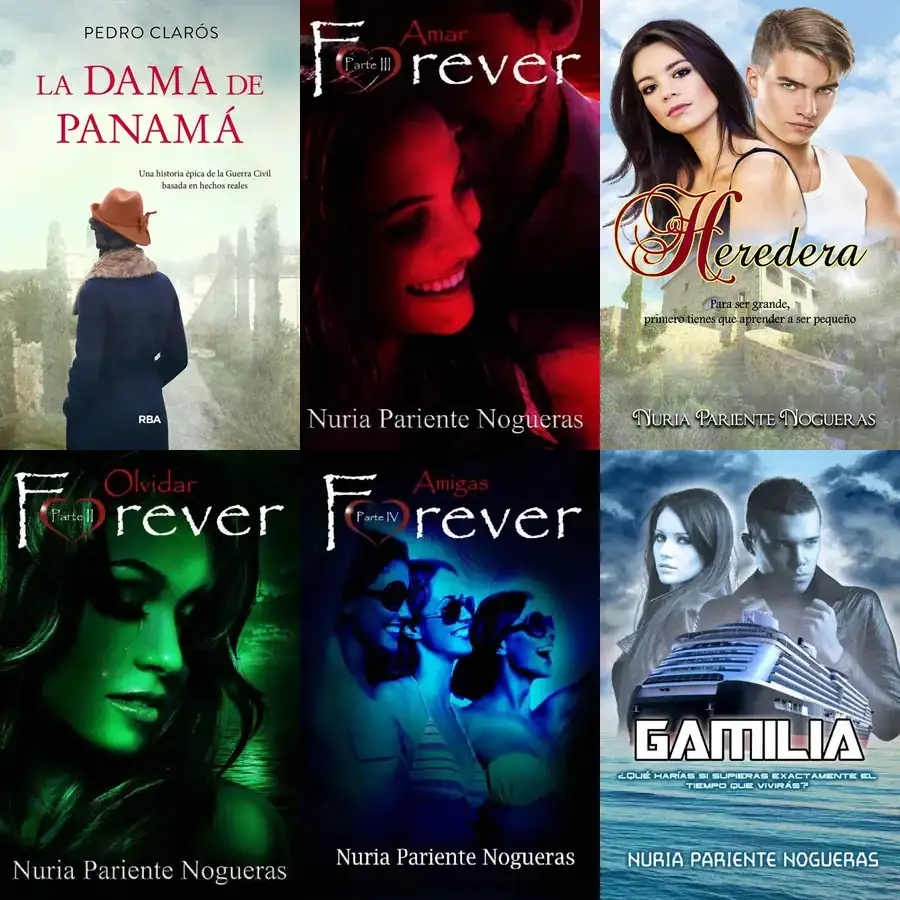 PEDRO CLARÓS
LA DAMA DE
PANAMÁ
Una historia épica de la Guerra Civil
basada en hechos reales
RBA
Amar
Forever
Parte III
Nuria Pariente Nogueras
Heredera
Para ser grande,
primero tienes que aprender a ser pequeño
NURIA PARIENTE NOGUERAS
Olvidar
Forever
Parte II
Nuria Pariente Nogueras
Amigas
Forever
Parte IV
Nuria Pariente Nogueras
GAMILIA
¿QUÉ HARÍAS SI SUPIERAS EXACTAMENTE EL
TIEMPO QUE VIVIRÁS?
NURIA PARIENTE NOGUERAS